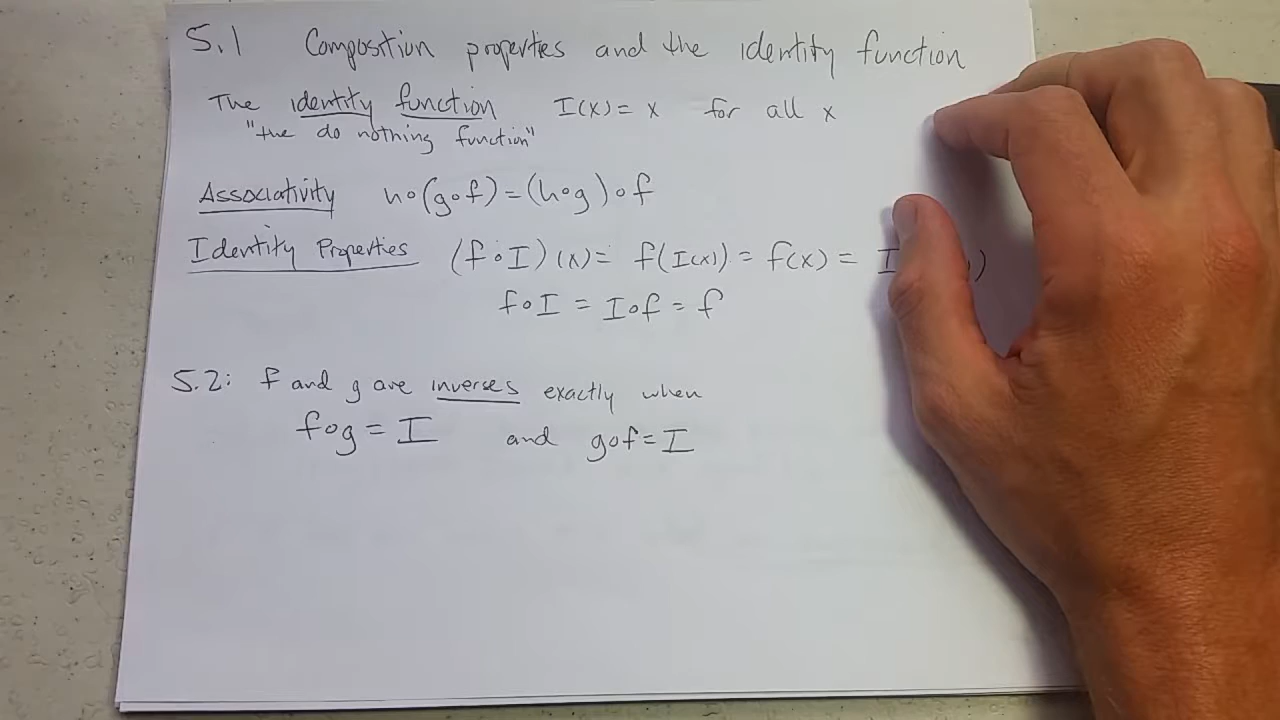 5.1 Composition properties and the identity function
The identity function I(x) = x for all x
"the do nothing function"
Associativity h∘(g∘f) = (h∘g)∘f
Identity Properties (f∘I)(x) = f(I(x)) = f(x) = I
f∘I = I∘f = f
5.2: f and g are inverses exactly when
f∘g = I and g∘f = I